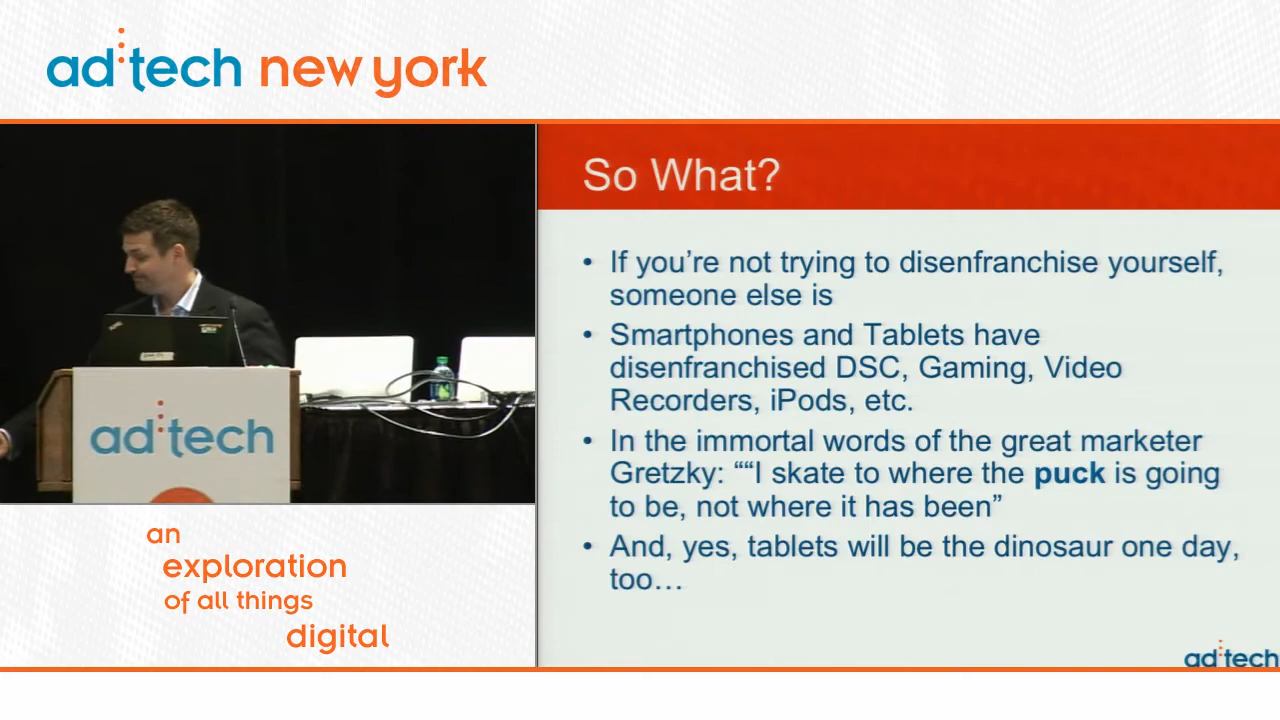 ad:tech new york
So What?
• If you’re not trying to disenfranchise yourself,
someone else is
• Smartphones and Tablets have
disenfranchised DSC, Gaming, Video
Recorders, iPods, etc.
• In the immortal words of the great marketer
Gretzky: ““I skate to where the puck is going
to be, not where it has been”
• And, yes, tablets will be the dinosaur one day,
too…
ad:tech
ad:tech
an
exploration
of all things
digital